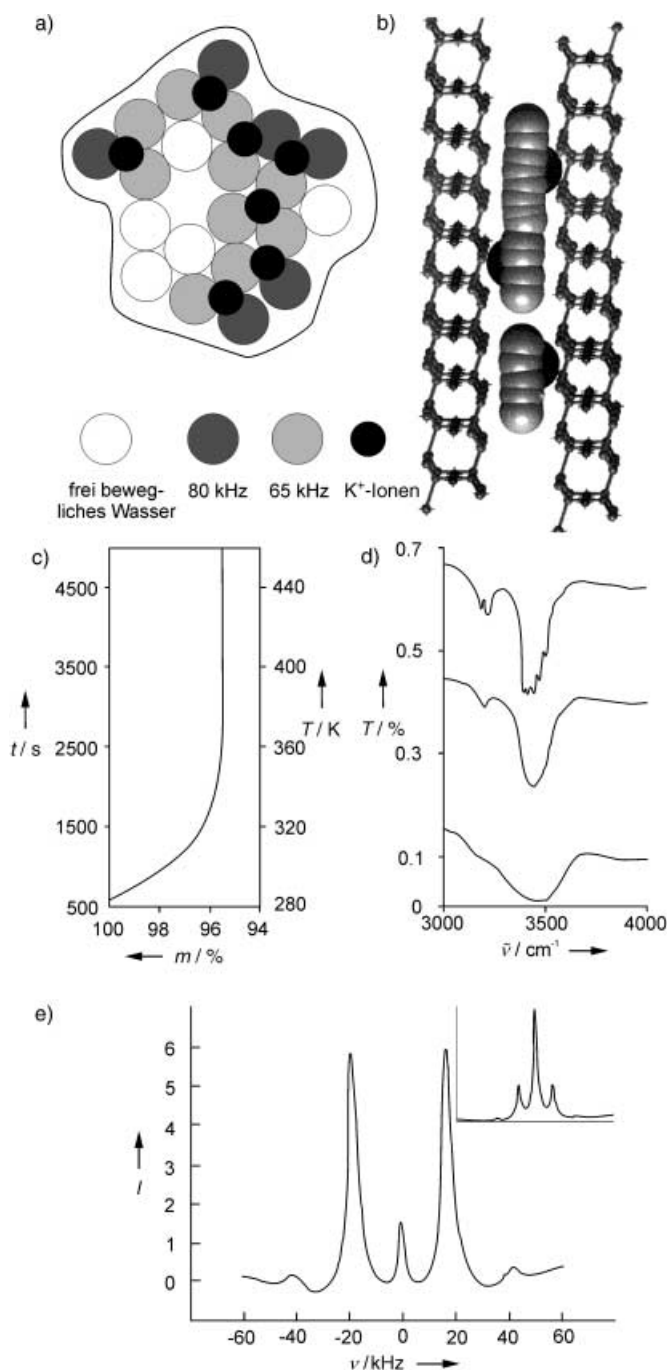 a)
b)
frei beweg-
liches Wasser
80 kHz
65 kHz
K⁺-Ionen
c)
4500
3500
2500
1500
500
t / s
100
98
96
94
m / %
440
400
360
320
280
T / K
d)
0.7
0.5
0.3
0.1
0
T / %
3000
3500
4000
ν̃ / cm⁻¹
e)
6
5
4
3
2
1
0
I
-60
-40
-20
0
20
40
60
ν / kHz